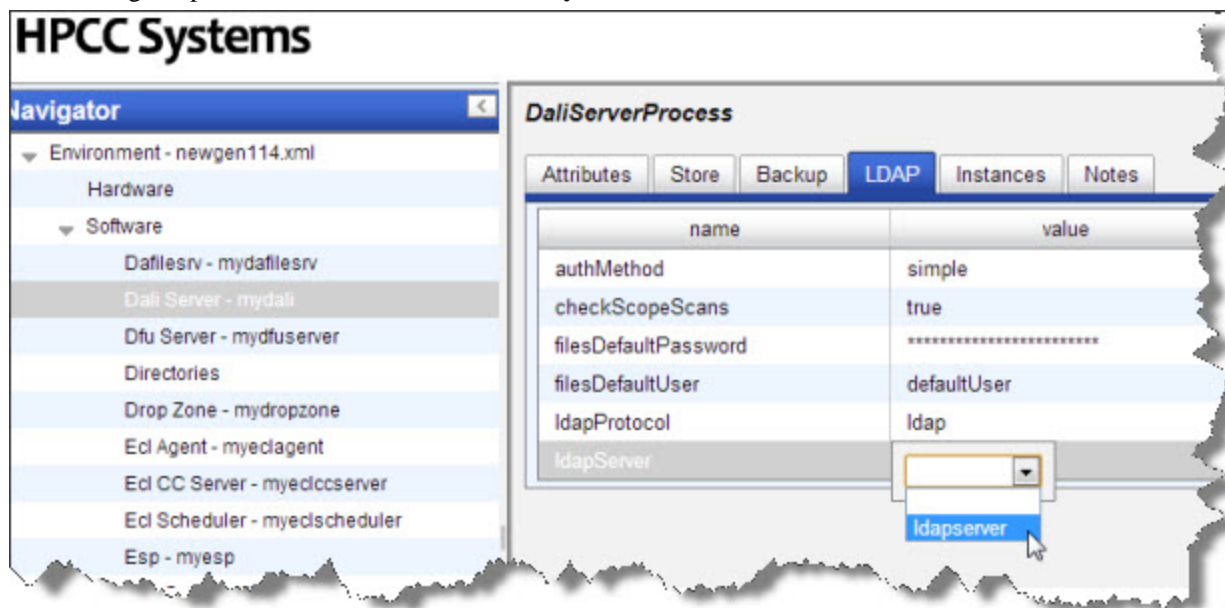 HPCC Systems
Navigator
Environment - newgen114.xml
Hardware
Software
Dafilesrv - mydafilesrv
Dali Server - mydali
Dfu Server - mydfuserver
Directories
Drop Zone - mydropzone
Ecl Agent - myeclagent
Ecl CC Server - myeclccserver
Ecl Scheduler - myeclscheduler
Esp - myesp
DaliServerProcess
Attributes Store Backup LDAP Instances Notes
name value
authMethod simple
checkScopeScans true
filesDefaultPassword ************************
filesDefaultUser defaultUser
ldapProtocol ldap
ldapServer
ldapserver